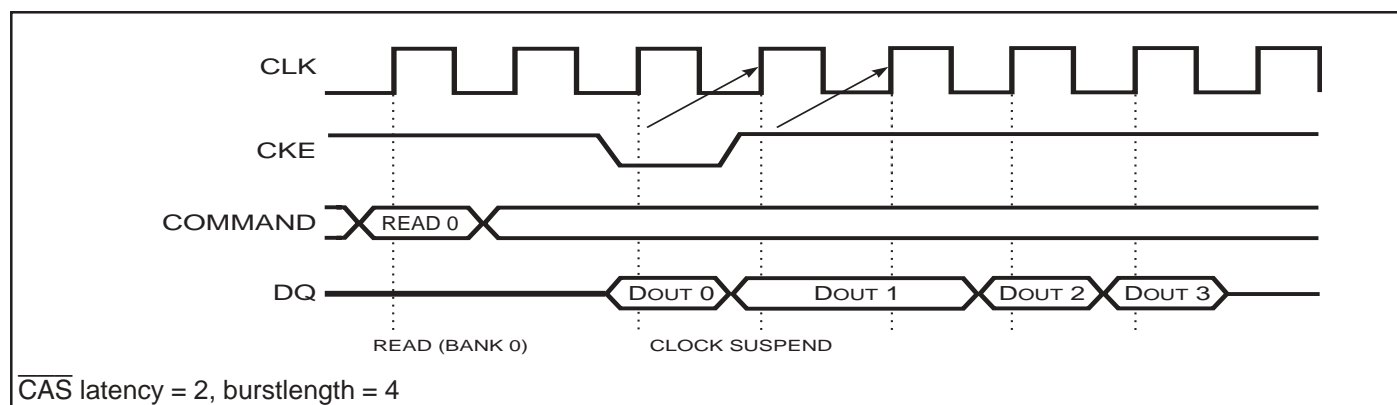 CLK
CKE
COMMAND
READ 0
DQ
DOUT 0
DOUT 1
DOUT 2
DOUT 3
READ (BANK 0)
CLOCK SUSPEND
CAS latency = 2, burstlength = 4